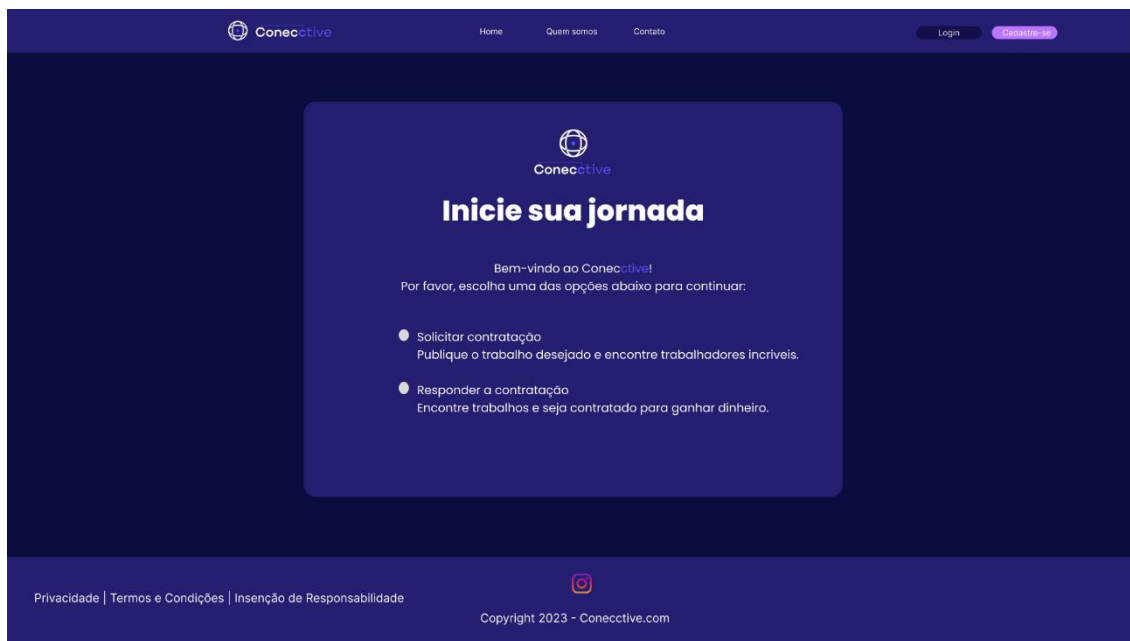 Conecctive
Home Quem somos Contato
Login Cadastre-se
Conecctive
Inicie sua jornada
Bem-vindo ao Conecctive!
Por favor, escolha uma das opções abaixo para continuar:
Solicitar contratação
Publique o trabalho desejado e encontre trabalhadores incriveis.
Responder a contratação
Encontre trabalhos e seja contratado para ganhar dinheiro.
Privacidade | Termos e Condições | Insenção de Responsabilidade
Copyright 2023 - Conecctive.com